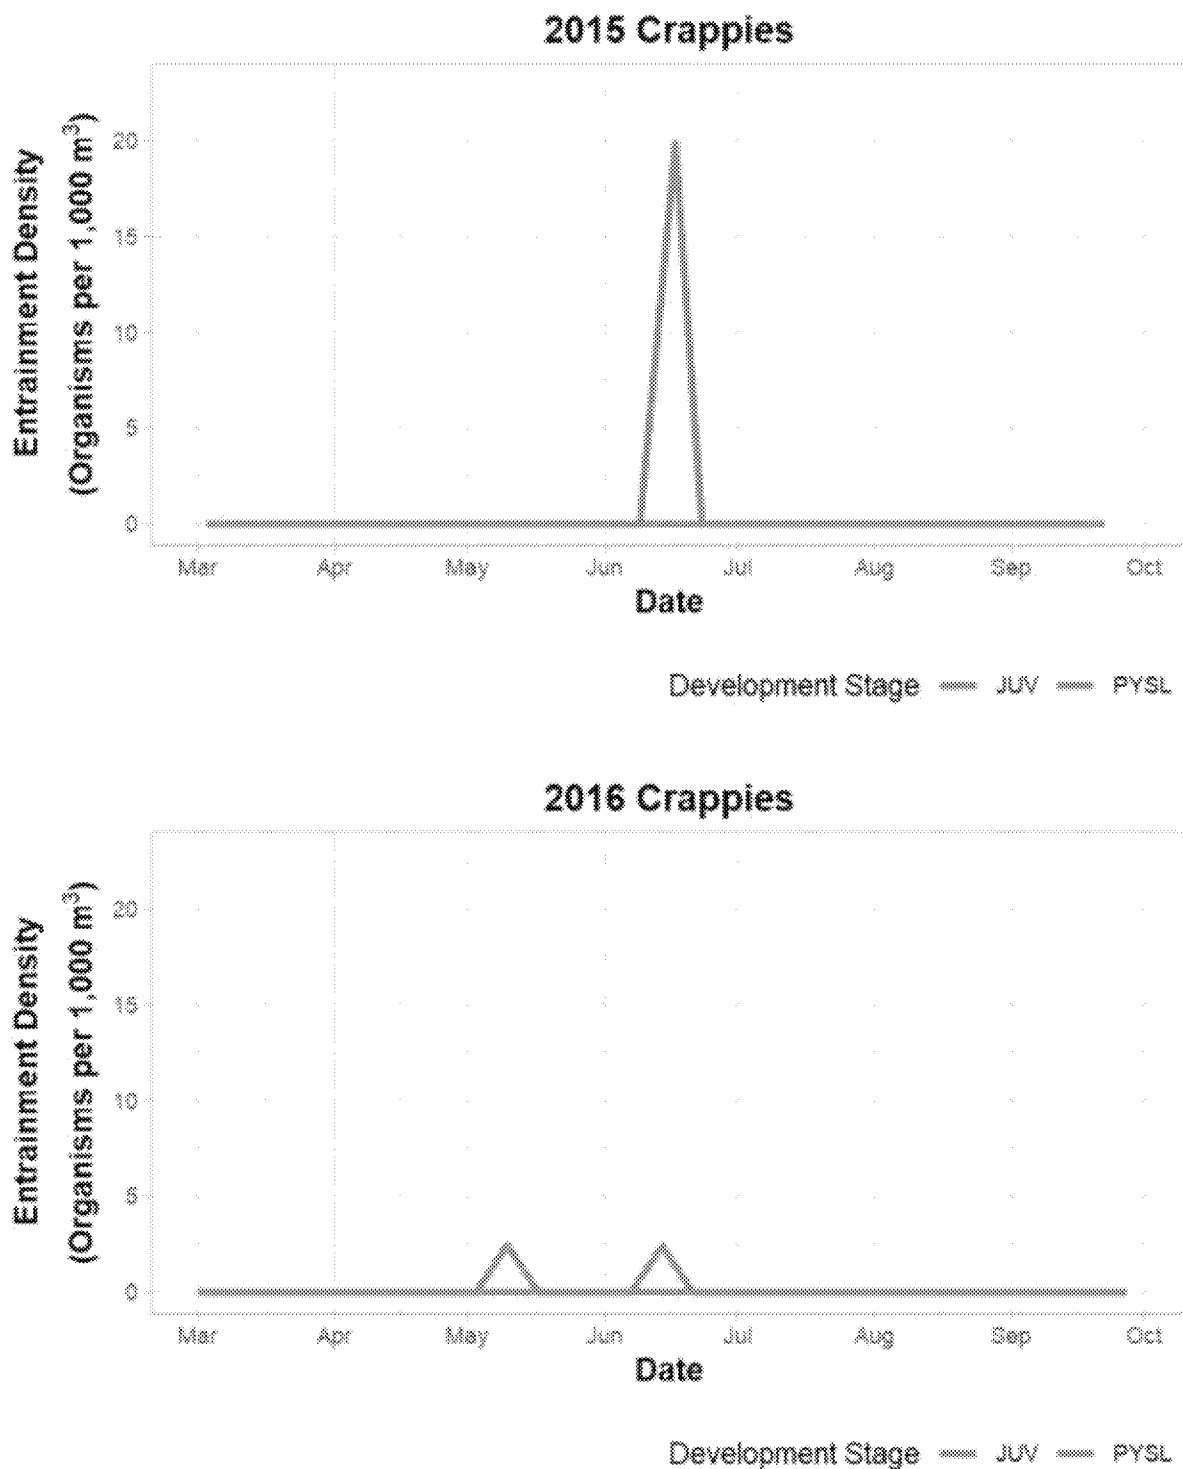 2015 Crappies
Entrainment Density
(Organisms per 1,000 m³)
20
15
10
5
0
Mar Apr May Jun Jul Aug Sep Oct
Date
Development Stage JUV PYSL
2016 Crappies
Entrainment Density
(Organisms per 1,000 m³)
20
15
10
5
0
Mar Apr May Jun Jul Aug Sep Oct
Date
Development Stage JUV PYSL